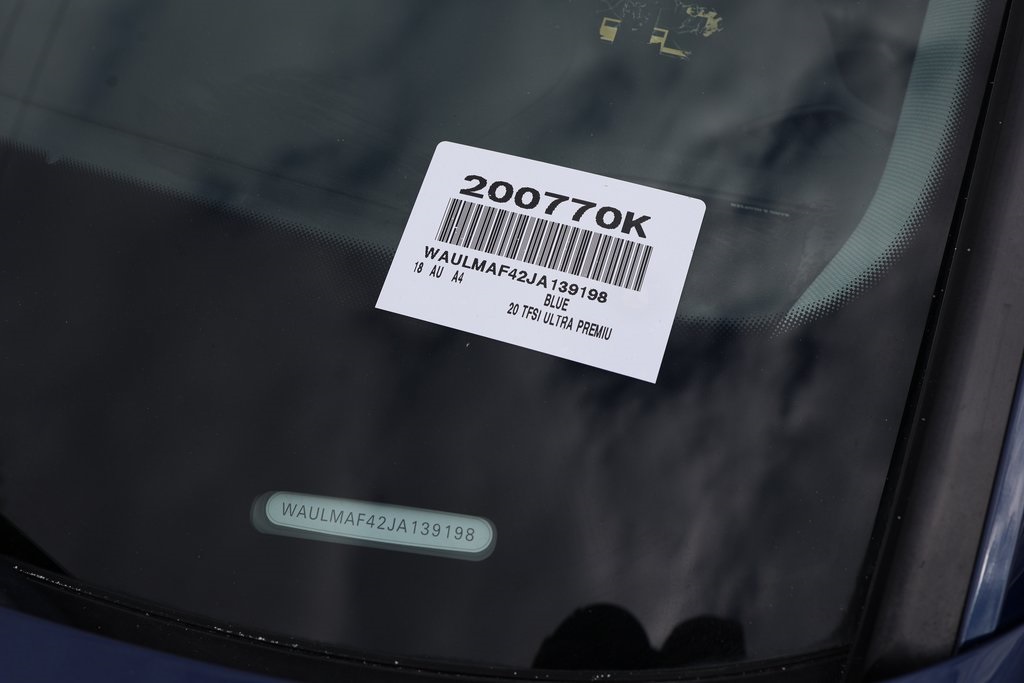 200770K
WAULMAF42JA139198
18 AU A4
BLUE
20 TFSI ULTRA PREMIU
WAULMAF42JA139198